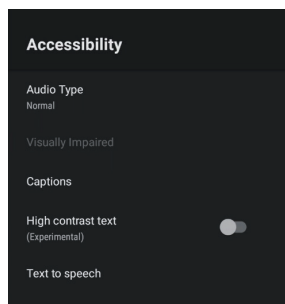 Accessibility
Audio Type
Normal
Visually Impaired
Captions
High contrast text
(Experimental)
Text to speech